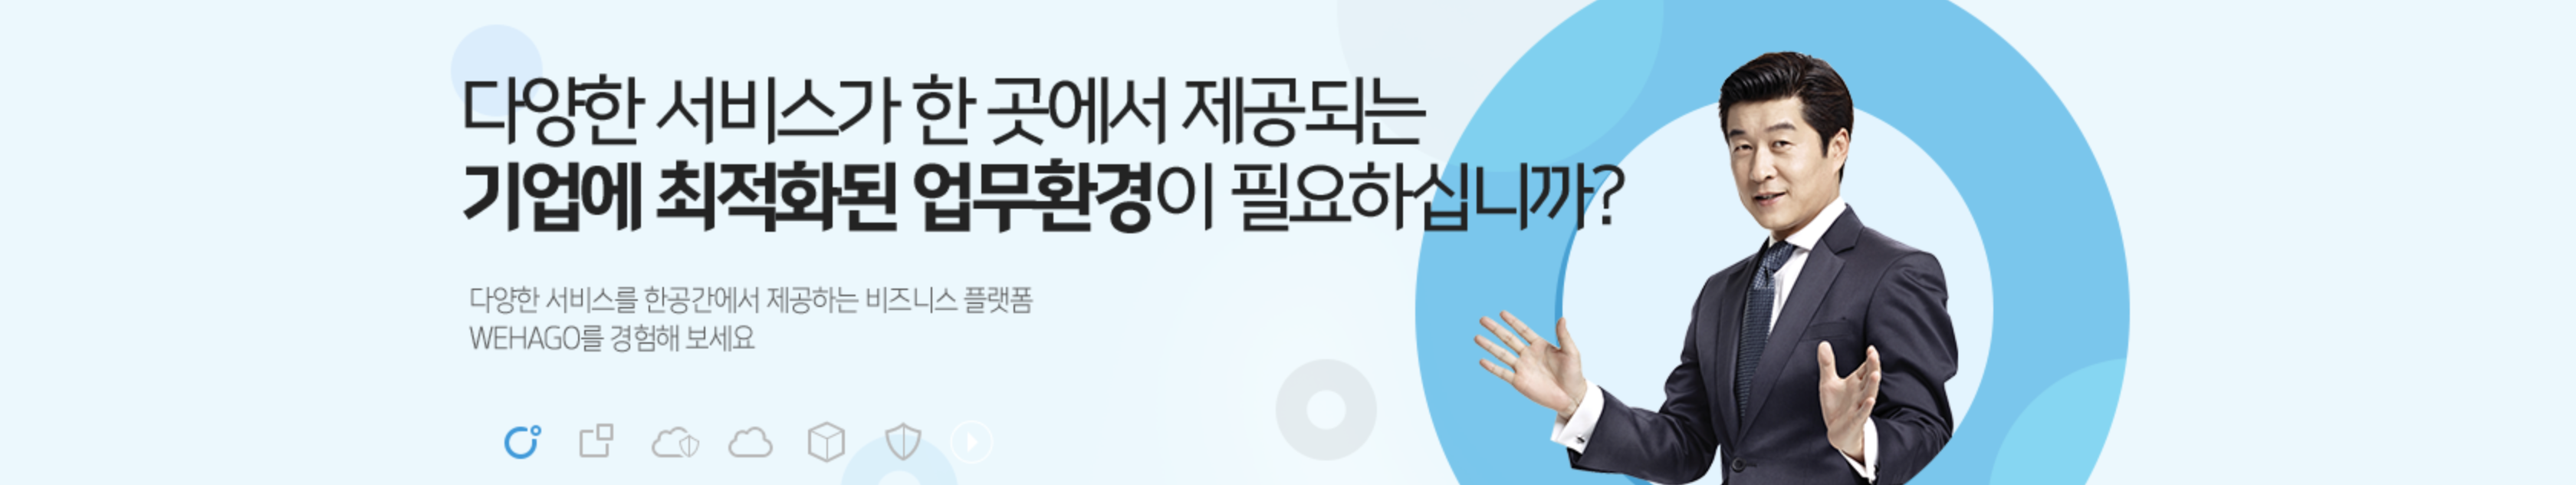 다양한 서비스가 한 곳에서 제공되는
기업에 최적화된 업무환경이 필요하십니까?
다양한 서비스를 한공간에서 제공하는 비즈니스 플랫폼
WEHAGO를 경험해 보세요